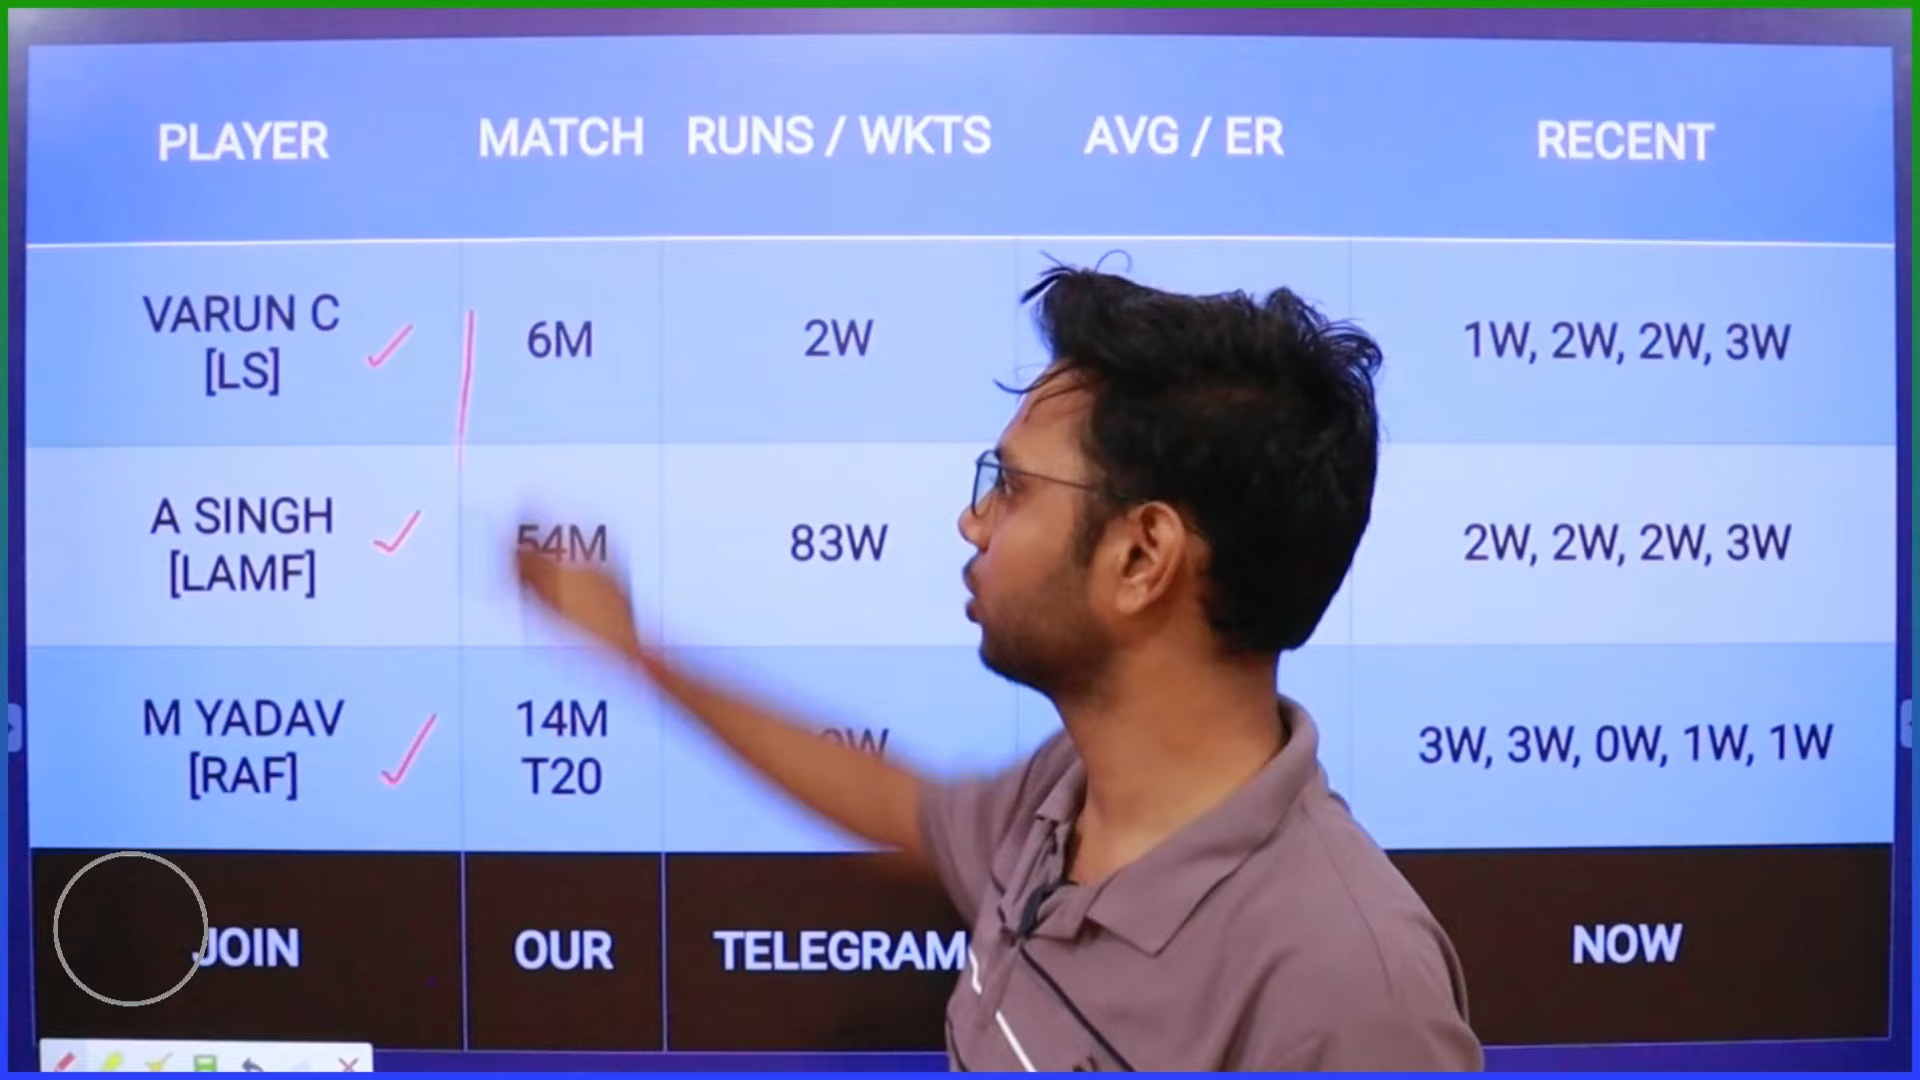 PLAYER MATCH RUNS / WKTS AVG / ER RECENT
VARUN C
[LS]
6M 2W 1W, 2W, 2W, 3W
A SINGH
[LAMF]
54M 83W 2W, 2W, 2W, 3W
M YADAV
[RAF]
14M
T20
3W, 3W, 0W, 1W, 1W
JOIN OUR TELEGRAM NOW